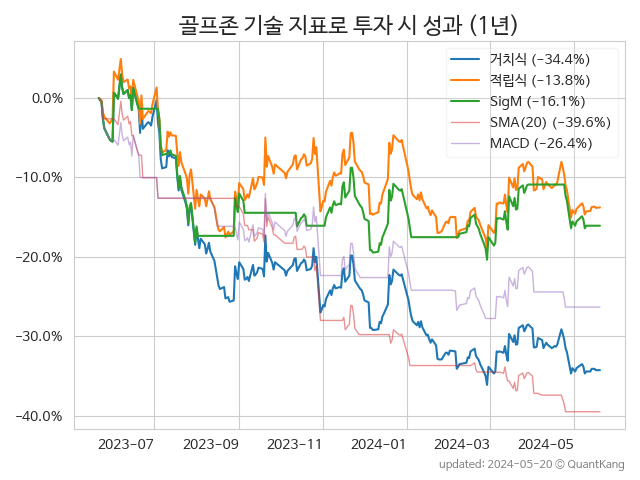 골프존 기술 지표로 투자 시 성과 (1년)
거치식 (−34.4%)
적립식 (−13.8%)
SigM (−16.1%)
SMA(20) (−39.6%)
MACD (−26.4%)
0.0%
−10.0%
−20.0%
−30.0%
−40.0%
2023-07 2023-09 2023-11 2024-01 2024-03 2024-05
updated: 2024-05-20 © QuantKang